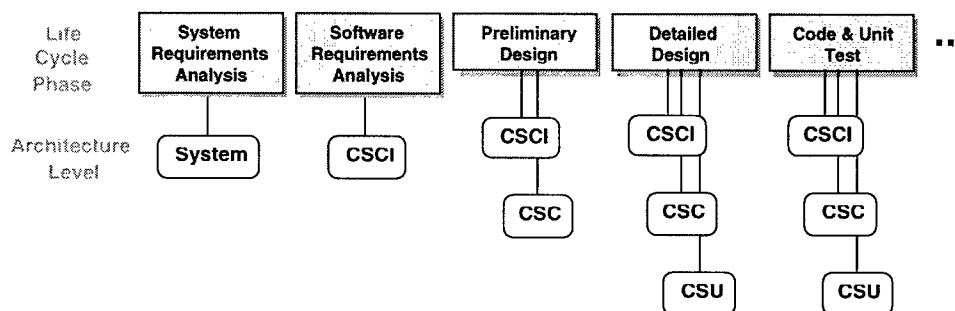 Life
Cycle
Phase
System
Requirements
Analysis
Software
Requirements
Analysis
Preliminary
Design
Detailed
Design
Code & Unit
Test
..
Architecture
Level
System
CSCI
CSCI
CSC
CSCI
CSC
CSU
CSCI
CSC
CSU